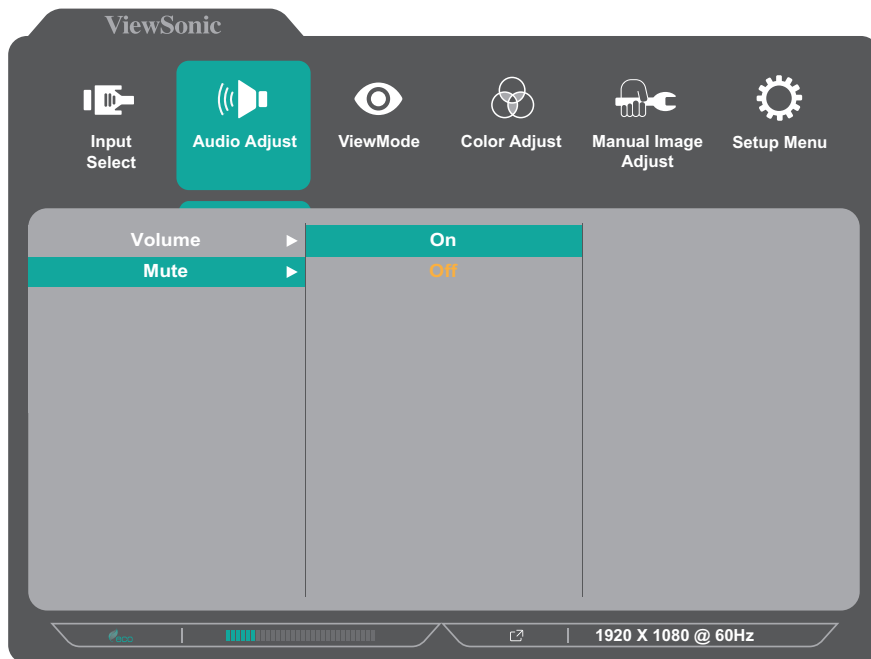 ViewSonic
Input
Select
Audio Adjust
ViewMode
Color Adjust
Manual Image
Adjust
Setup Menu
Volume
On
Mute
Off
eco
1920 X 1080 @ 60Hz